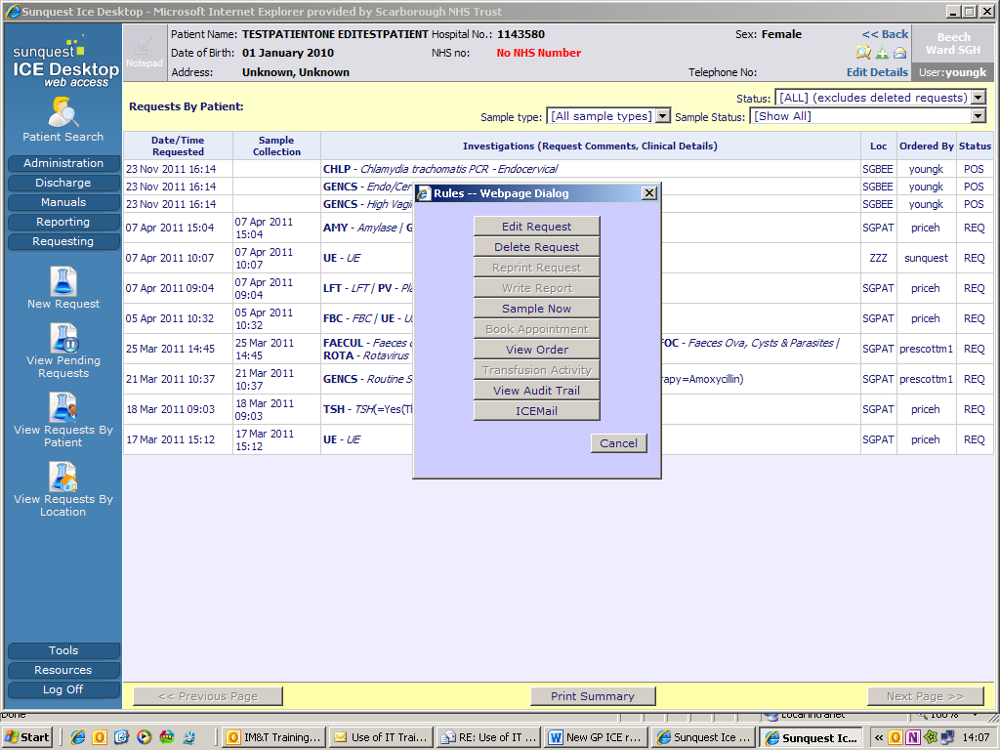 Sunquest Ice Desktop - Microsoft Internet Explorer provided by Scarborough NHS Trust
sunquest
ICE Desktop
web access
Notepad
Patient Name: TESTPATIENTONE EDITESTPATIENT Hospital No.: 1143580 Sex: Female << Back
Date of Birth: 01 January 2010 NHS no: No NHS Number
Address: Unknown, Unknown Telephone No: Edit Details
Beech
Ward SGH
User:youngk
Patient Search
Administration
Discharge
Manuals
Reporting
Requesting
New Request
View Pending
Requests
View Requests By
Patient
View Requests By
Location
Tools
Resources
Log Off
Requests By Patient:
Status: [ALL] (excludes deleted requests)
Sample type: [All sample types] Sample Status: [Show All]
Date/Time Requested Sample Collection Investigations (Request Comments, Clinical Details) Loc Ordered By Status
23 Nov 2011 16:14 CHLP - Chlamydia trachomatis PCR - Endocervical SGBEE youngk POS
23 Nov 2011 16:14 GENCS - Endo/Cer SGBEE youngk POS
23 Nov 2011 16:14 GENCS - High Vagi SGBEE youngk POS
07 Apr 2011 15:04 07 Apr 2011 15:04 AMY - Amylase | G SGPAT priceh REQ
07 Apr 2011 10:07 07 Apr 2011 10:07 UE - UE ZZZ sunquest REQ
07 Apr 2011 09:04 07 Apr 2011 09:04 LFT - LFT | PV - Pla SGPAT priceh REQ
05 Apr 2011 10:32 05 Apr 2011 10:32 FBC - FBC | UE - U SGPAT priceh REQ
25 Mar 2011 14:45 25 Mar 2011 14:45 FAECUL - Faeces OC - Faeces Ova, Cysts & Parasites | ROTA - Rotavirus SGPAT prescottm1 REQ
21 Mar 2011 10:37 21 Mar 2011 10:37 GENCS - Routine S rapy=Amoxycillin) SGPAT prescottm1 REQ
18 Mar 2011 09:03 18 Mar 2011 09:03 TSH - TSH(=Yes(T SGPAT priceh REQ
17 Mar 2011 15:12 17 Mar 2011 15:12 UE - UE SGPAT priceh REQ
Rules -- Webpage Dialog
Edit Request
Delete Request
Reprint Request
Write Report
Sample Now
Book Appointment
View Order
Transfusion Activity
View Audit Trail
ICEMail
Cancel
<< Previous Page Print Summary Next Page >>
Done Local intranet 100%
Start IM&T Training... Use of IT Trai... RE: Use of IT ... New GP ICE r... Sunquest Ice ... Sunquest Ic... « 14:07